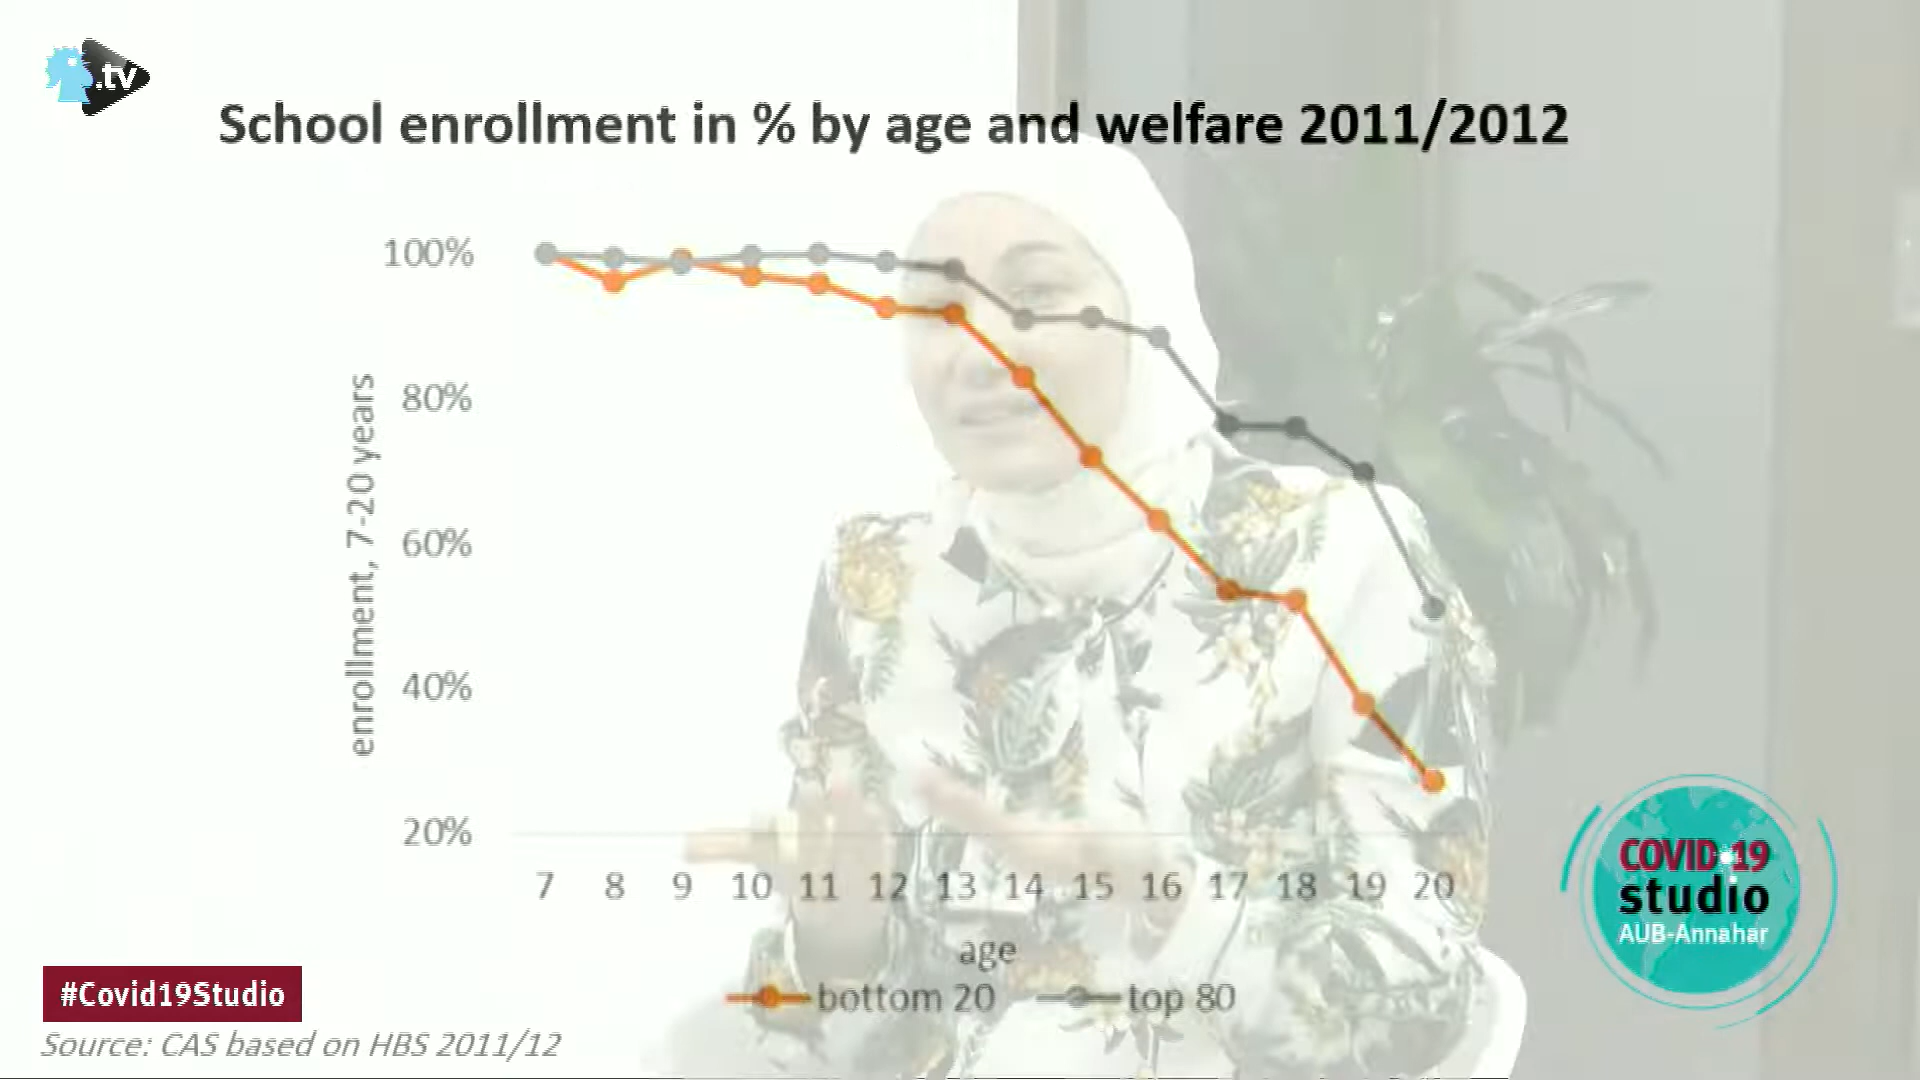 .tv
School enrollment in % by age and welfare 2011/2012
100%
80%
60%
40%
20%
enrollment, 7-20 years
7 8 9 10 11 12 13 14 15 16 17 18 19 20
age
bottom 20 top 80
COVID 19
studio
AUB-Annahar
#Covid19Studio
Source: CAS based on HBS 2011/12